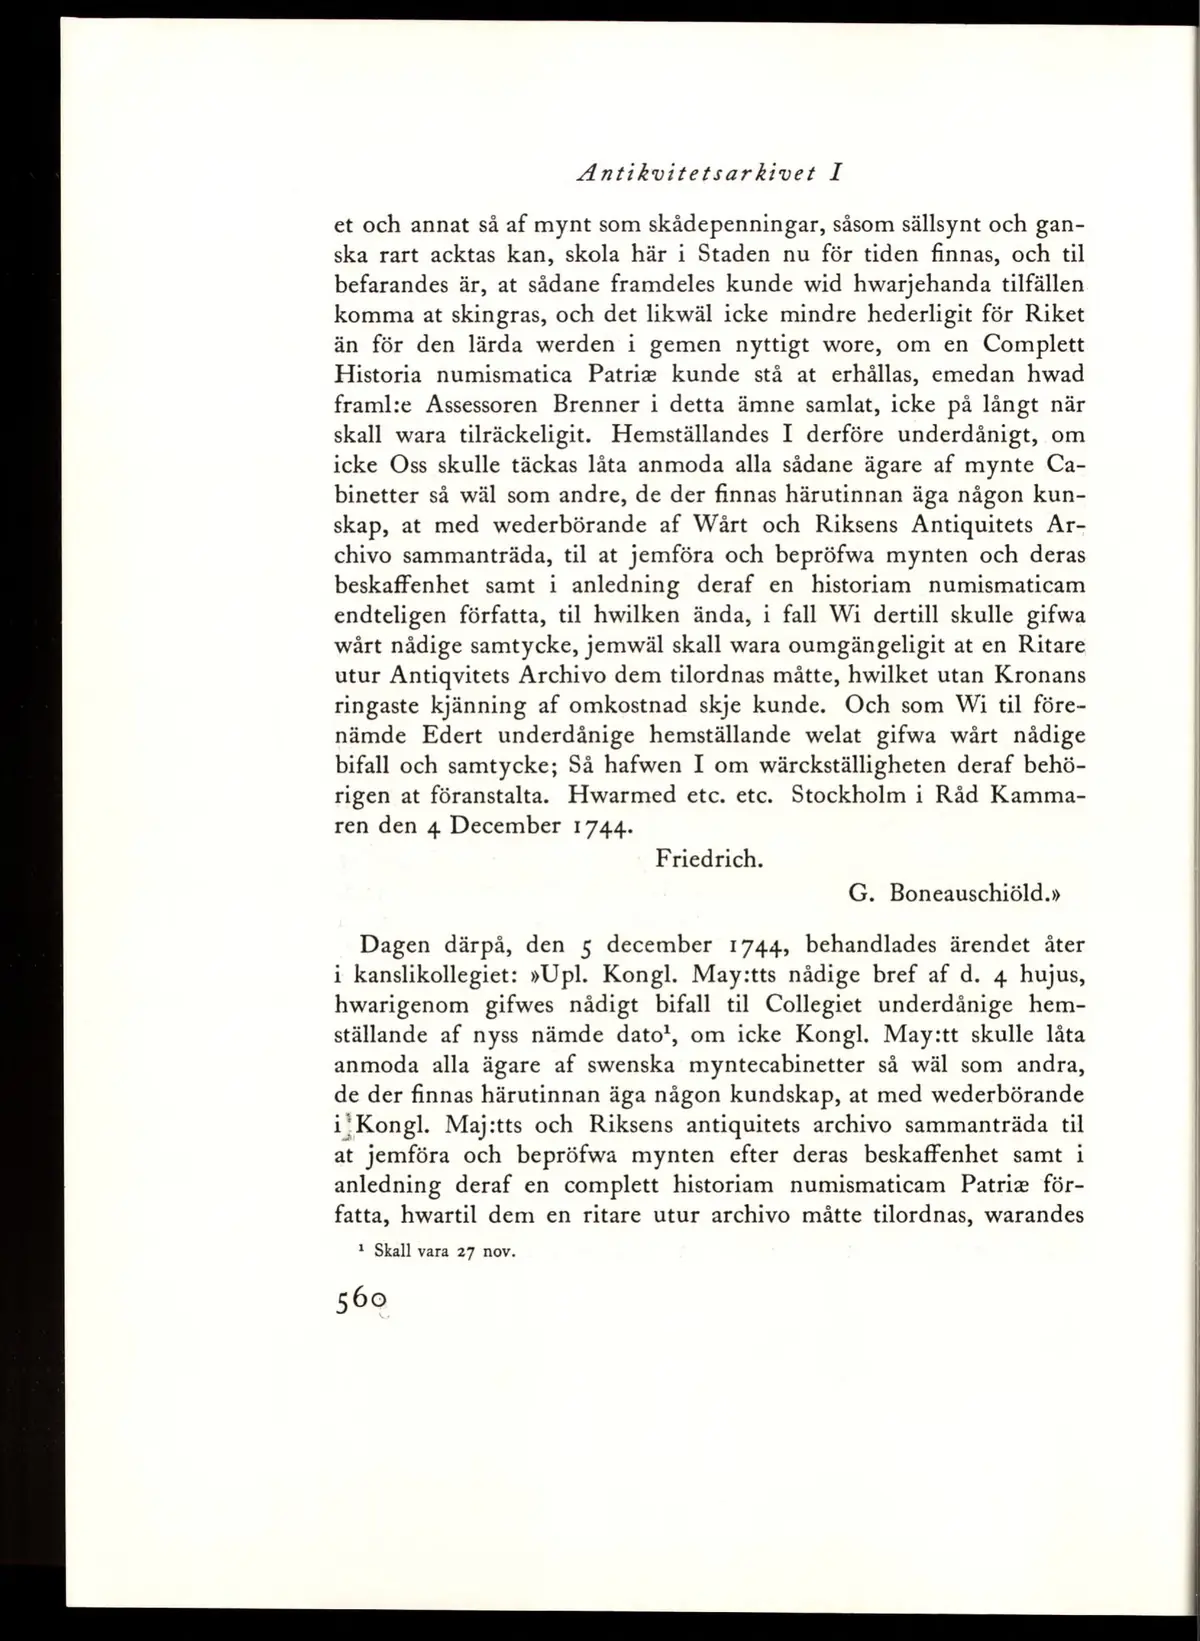 Antikvitetsarkivet I
et och annat så af mynt som skådepenningar, såsom sällsynt och gan-
ska rart acktas kan, skola här i Staden nu för tiden finnas, och til
befarandes är, at sådane framdeles kunde wid hwarjehanda tilfällen
komma at skingras, och det likwäl icke mindre hederligit för Riket
än för den lärda werden i gemen nyttigt wore, om en Complett
Historia numismatica Patriæ kunde stå at erhållas, emedan hwad
framl:e Assessoren Brenner i detta ämne samlat, icke på långt när
skall wara tilräckeligit. Hemställandes I derföre underdånigt, om
icke Oss skulle täckas låta anmoda alla sådane ägare af mynte Ca-
binetter så wäl som andre, de der finnas härutinnan äga någon kun-
skap, at med wederbörande af Wårt och Riksens Antiquitets Ar-
chivo sammanträda, til at jemföra och bepröfwa mynten och deras
beskaffenhet samt i anledning deraf en historiam numismaticam
endteligen författa, til hwilken ända, i fall Wi dertill skulle gifwa
wårt nådige samtycke, jemwäl skall wara oumgängeligit at en Ritare
utur Antiqvitets Archivo dem tilordnas måtte, hwilket utan Kronans
ringaste kjänning af omkostnad skje kunde. Och som Wi til före-
nämde Edert underdånige hemställande welat gifwa wårt nådige
bifall och samtycke; Så hafwen I om wärckställigheten deraf behö-
rigen at föranstalta. Hwarmed etc. etc. Stockholm i Råd Kamma-
ren den 4 December 1744.
Friedrich.
G. Boneauschiöld.»
Dagen därpå, den 5 december 1744, behandlades ärendet åter
i kanslikollegiet: »Upl. Kongl. May:tts nådige bref af d. 4 hujus,
hwarigenom gifwes nådigt bifall til Collegiet underdånige hem-
ställande af nyss nämde dato¹, om icke Kongl. May:tt skulle låta
anmoda alla ägare af swenska myntecabinetter så wäl som andra,
de der finnas härutinnan äga någon kundskap, at med wederbörande
i Kongl. Maj:tts och Riksens antiquitets archivo sammanträda til
at jemföra och bepröfwa mynten efter deras beskaffenhet samt i
anledning deraf en complett historiam numismaticam Patriæ för-
fatta, hwartil dem en ritare utur archivo måtte tilordnas, warandes
¹ Skall vara 27 nov.
560